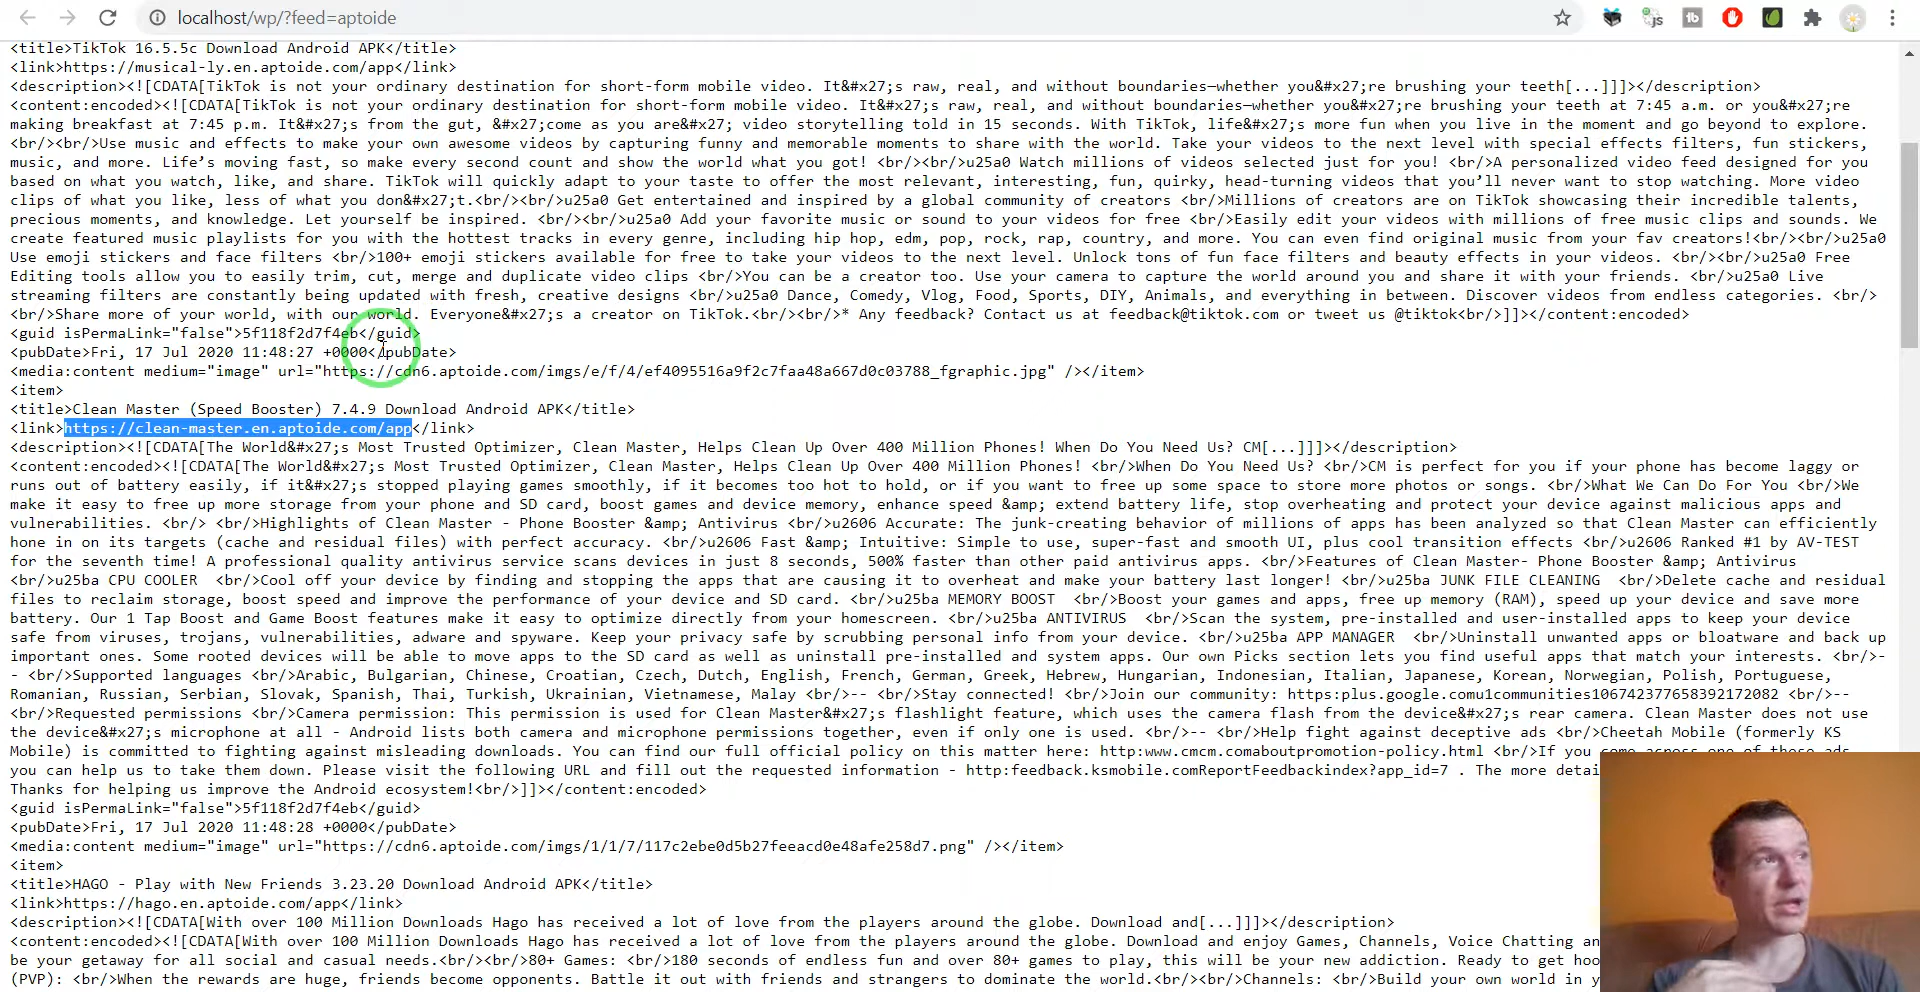 localhost/wp/?feed=aptoide
<title>TikTok 16.5.5c Download Android APK</title>
<link>https://musical-ly.en.aptoide.com/app</link>
<description><![CDATA[TikTok is not your ordinary destination for short-form mobile video. It&#x27;s raw, real, and without boundaries—whether you&#x27;re brushing your teeth[...]]]></description>
<content:encoded><![CDATA[TikTok is not your ordinary destination for short-form mobile video. It&#x27;s raw, real, and without boundaries—whether you&#x27;re brushing your teeth at 7:45 a.m. or you&#x27;re
making breakfast at 7:45 p.m. It&#x27;s from the gut, &#x27;come as you are&#x27; video storytelling told in 15 seconds. With TikTok, life&#x27;s more fun when you live in the moment and go beyond to explore.
<br/><br/>Use music and effects to make your own awesome videos by capturing funny and memorable moments to share with the world. Take your videos to the next level with special effects filters, fun stickers,
music, and more. Life’s moving fast, so make every second count and show the world what you got! <br/><br/>u25a0 Watch millions of videos selected just for you! <br/>A personalized video feed designed for you
based on what you watch, like, and share. TikTok will quickly adapt to your taste to offer the most relevant, interesting, fun, quirky, head-turning videos that you’ll never want to stop watching. More video
clips of what you like, less of what you don&#x27;t.<br/><br/>u25a0 Get entertained and inspired by a global community of creators <br/>Millions of creators are on TikTok showcasing their incredible talents,
precious moments, and knowledge. Let yourself be inspired. <br/><br/>u25a0 Add your favorite music or sound to your videos for free <br/>Easily edit your videos with millions of free music clips and sounds. We
create featured music playlists for you with the hottest tracks in every genre, including hip hop, edm, pop, rock, rap, country, and more. You can even find original music from your fav creators!<br/><br/>u25a0
Use emoji stickers and face filters <br/>100+ emoji stickers available for free to take your videos to the next level. Unlock tons of fun face filters and beauty effects in your videos. <br/><br/>u25a0 Free
Editing tools allow you to easily trim, cut, merge and duplicate video clips <br/>You can be a creator too. Use your camera to capture the world around you and share it with your friends. <br/><br/>u25a0 Live
streaming filters are constantly being updated with fresh, creative designs <br/>u25a0 Dance, Comedy, Vlog, Food, Sports, DIY, Animals, and everything in between. Discover videos from endless categories. <br/>
<br/>Share more of your world, with our world. Everyone&#x27;s a creator on TikTok.<br/><br/>* Any feedback? Contact us at feedback@tiktok.com or tweet us @tiktok<br/>]]></content:encoded>
<guid isPermaLink="false">5f118f2d7f4eb</guid>
<pubDate>Fri, 17 Jul 2020 11:48:27 +0000</pubDate>
<media:content medium="image" url="https://cdn6.aptoide.com/imgs/e/f/4/ef4095516a9f2c7faa48a667d0c03788_fgraphic.jpg" /></item>
<item>
<title>Clean Master (Speed Booster) 7.4.9 Download Android APK</title>
<link>https://clean-master.en.aptoide.com/app</link>
<description><![CDATA[The World&#x27;s Most Trusted Optimizer, Clean Master, Helps Clean Up Over 400 Million Phones! When Do You Need Us? CM[...]]]></description>
<content:encoded><![CDATA[The World&#x27;s Most Trusted Optimizer, Clean Master, Helps Clean Up Over 400 Million Phones! <br/>When Do You Need Us? <br/>CM is perfect for you if your phone has become laggy or
runs out of battery easily, if it&#x27;s stopped playing games smoothly, if it becomes too hot to hold, or if you want to free up some space to store more photos or songs. <br/>What We Can Do For You <br/>We
make it easy to free up more storage from your phone and SD card, boost games and device memory, enhance speed &amp; extend battery life, stop overheating and protect your device against malicious apps and
vulnerabilities. <br/> <br/>Highlights of Clean Master - Phone Booster &amp; Antivirus <br/>u2606 Accurate: The junk-creating behavior of millions of apps has been analyzed so that Clean Master can efficiently
hone in on its targets (cache and residual files) with perfect accuracy. <br/>u2606 Fast &amp; Intuitive: Simple to use, super-fast and smooth UI, plus cool transition effects <br/>u2606 Ranked #1 by AV-TEST
for the seventh time! A professional quality antivirus service scans devices in just 8 seconds, 500% faster than other paid antivirus apps. <br/>Features of Clean Master- Phone Booster &amp; Antivirus
<br/>u25ba CPU COOLER <br/>Cool off your device by finding and stopping the apps that are causing it to overheat and make your battery last longer! <br/>u25ba JUNK FILE CLEANING <br/>Delete cache and residual
files to reclaim storage, boost speed and improve the performance of your device and SD card. <br/>u25ba MEMORY BOOST <br/>Boost your games and apps, free up memory (RAM), speed up your device and save more
battery. Our 1 Tap Boost and Game Boost features make it easy to optimize directly from your homescreen. <br/>u25ba ANTIVIRUS <br/>Scan the system, pre-installed and user-installed apps to keep your device
safe from viruses, trojans, vulnerabilities, adware and spyware. Keep your privacy safe by scrubbing personal info from your device. <br/>u25ba APP MANAGER <br/>Uninstall unwanted apps or bloatware and back up
important ones. Some rooted devices will be able to move apps to the SD card as well as uninstall pre-installed and system apps. Our own Picks section lets you find useful apps that match your interests. <br/>-
- <br/>Supported languages <br/>Arabic, Bulgarian, Chinese, Croatian, Czech, Dutch, English, French, German, Greek, Hebrew, Hungarian, Indonesian, Italian, Japanese, Korean, Norwegian, Polish, Portuguese,
Romanian, Russian, Serbian, Slovak, Spanish, Thai, Turkish, Ukrainian, Vietnamese, Malay <br/>-- <br/>Stay connected! <br/>Join our community: https:plus.google.comu1communities106742377658392172082 <br/>--
<br/>Requested permissions <br/>Camera permission: This permission is used for Clean Master&#x27;s flashlight feature, which uses the camera flash from the device&#x27;s rear camera. Clean Master does not use
the device&#x27;s microphone at all - Android lists both camera and microphone permissions together, even if only one is used. <br/>-- <br/>Help fight against deceptive ads <br/>Cheetah Mobile (formerly KS
Mobile) is committed to fighting against misleading downloads. You can find our full official policy on this matter here: http:www.cmcm.comaboutpromotion-policy.html <br/>If you come across one of these ads
you can help us to take them down. Please visit the following URL and fill out the requested information - http:feedback.ksmobile.comReportFeedbackindex?app_id=7 . The more detai
Thanks for helping us improve the Android ecosystem!<br/>]]></content:encoded>
<guid isPermaLink="false">5f118f2d7f4eb</guid>
<pubDate>Fri, 17 Jul 2020 11:48:28 +0000</pubDate>
<media:content medium="image" url="https://cdn6.aptoide.com/imgs/1/1/7/117c2ebe0d5b27feeacd0e48afe258d7.png" /></item>
<item>
<title>HAGO - Play with New Friends 3.23.20 Download Android APK</title>
<link>https://hago.en.aptoide.com/app</link>
<description><![CDATA[With over 100 Million Downloads Hago has received a lot of love from the players around the globe. Download and[...]]]></description>
<content:encoded><![CDATA[With over 100 Million Downloads Hago has received a lot of love from the players around the globe. Download and enjoy Games, Channels, Voice Chatting an
be your getaway for all social and casual needs.<br/><br/>80+ Games: <br/>180 seconds of endless fun and over 80+ games to play, this will be your new addiction. Ready to get hoo
(PVP): <br/>When the rewards are huge, friends become opponents. Battle it out with friends and strangers to dominate the world.<br/><br/>Channels: <br/>Build your own world in y